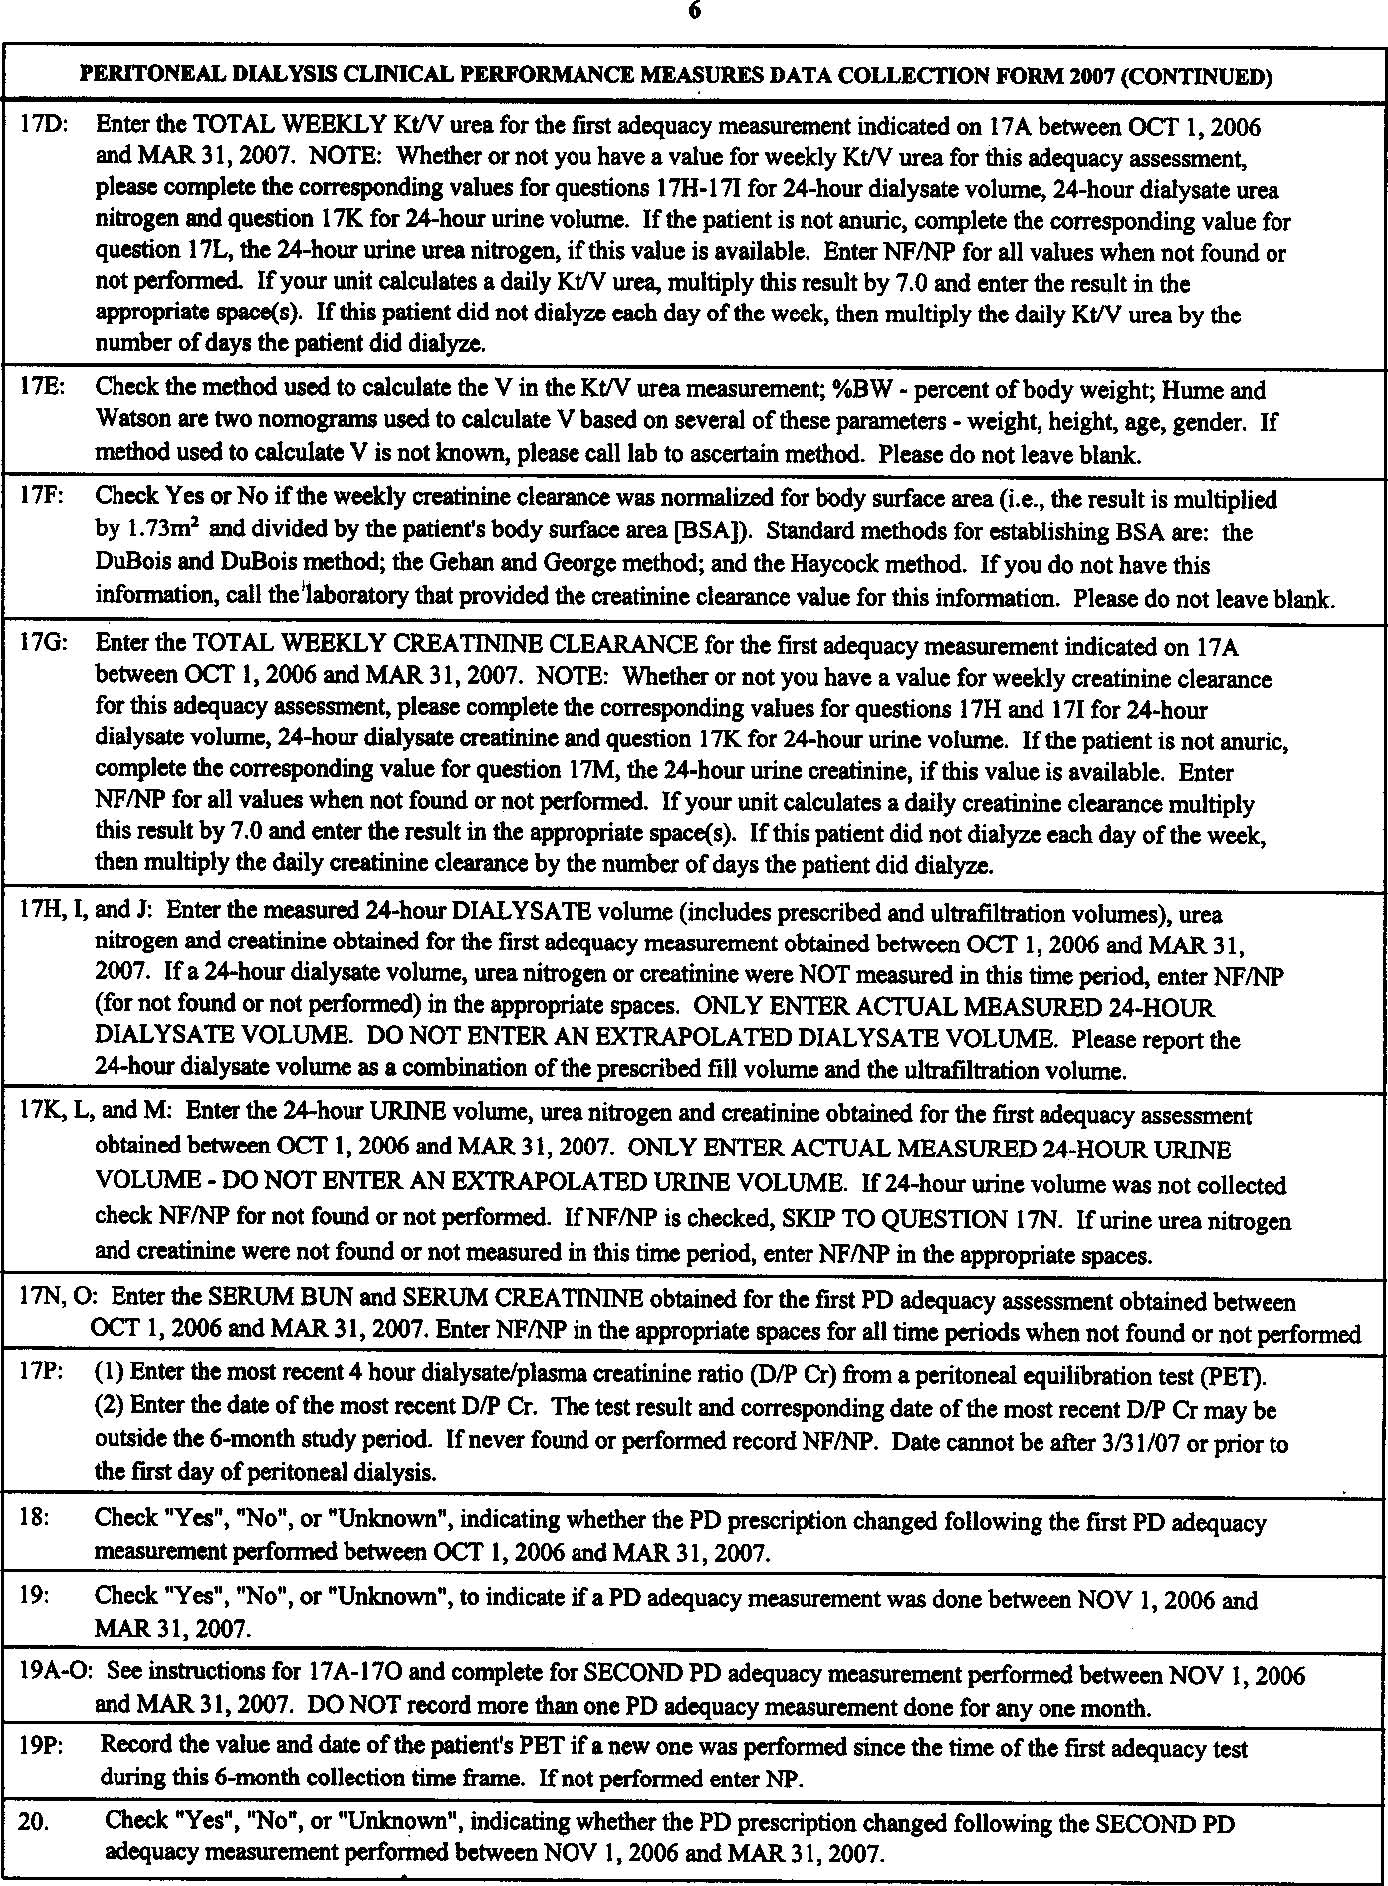 6
PERITONEAL DIALYSIS CLINICAL PERFORMANCE MEASURES DATA COLLECTION FORM 2007 (CONTINUED)
17D: Enter the TOTAL WEEKLY Kt/V urea for the first adequacy measurement indicated on 17A between OCT 1, 2006
and MAR 31, 2007. NOTE: Whether or not you have a value for weekly Kt/V urea for this adequacy assessment,
please complete the corresponding values for questions 17H-17I for 24-hour dialysate volume, 24-hour dialysate urea
nitrogen and question 17K for 24-hour urine volume. If the patient is not anuric, complete the corresponding value for
question 17L, the 24-hour urine urea nitrogen, if this value is available. Enter NF/NP for all values when not found or
not performed. If your unit calculates a daily Kt/V urea, multiply this result by 7.0 and enter the result in the
appropriate space(s). If this patient did not dialyze each day of the week, then multiply the daily Kt/V urea by the
number of days the patient did dialyze.
17E: Check the method used to calculate the V in the Kt/V urea measurement; %BW - percent of body weight; Hume and
Watson are two nomograms used to calculate V based on several of these parameters - weight, height, age, gender. If
method used to calculate V is not known, please call lab to ascertain method. Please do not leave blank.
17F: Check Yes or No if the weekly creatinine clearance was normalized for body surface area (i.e., the result is multiplied
by 1.73m² and divided by the patient's body surface area [BSA]). Standard methods for establishing BSA are: the
DuBois and DuBois method; the Gehan and George method; and the Haycock method. If you do not have this
information, call the laboratory that provided the creatinine clearance value for this information. Please do not leave blank.
17G: Enter the TOTAL WEEKLY CREATININE CLEARANCE for the first adequacy measurement indicated on 17A
between OCT 1, 2006 and MAR 31, 2007. NOTE: Whether or not you have a value for weekly creatinine clearance
for this adequacy assessment, please complete the corresponding values for questions 17H and 17I for 24-hour
dialysate volume, 24-hour dialysate creatinine and question 17K for 24-hour urine volume. If the patient is not anuric,
complete the corresponding value for question 17M, the 24-hour urine creatinine, if this value is available. Enter
NF/NP for all values when not found or not performed. If your unit calculates a daily creatinine clearance multiply
this result by 7.0 and enter the result in the appropriate space(s). If this patient did not dialyze each day of the week,
then multiply the daily creatinine clearance by the number of days the patient did dialyze.
17H, I, and J: Enter the measured 24-hour DIALYSATE volume (includes prescribed and ultrafiltration volumes), urea
nitrogen and creatinine obtained for the first adequacy measurement obtained between OCT 1, 2006 and MAR 31,
2007. If a 24-hour dialysate volume, urea nitrogen or creatinine were NOT measured in this time period, enter NF/NP
(for not found or not performed) in the appropriate spaces. ONLY ENTER ACTUAL MEASURED 24-HOUR
DIALYSATE VOLUME. DO NOT ENTER AN EXTRAPOLATED DIALYSATE VOLUME. Please report the
24-hour dialysate volume as a combination of the prescribed fill volume and the ultrafiltration volume.
17K, L, and M: Enter the 24-hour URINE volume, urea nitrogen and creatinine obtained for the first adequacy assessment
obtained between OCT 1, 2006 and MAR 31, 2007. ONLY ENTER ACTUAL MEASURED 24-HOUR URINE
VOLUME - DO NOT ENTER AN EXTRAPOLATED URINE VOLUME. If 24-hour urine volume was not collected
check NF/NP for not found or not performed. If NF/NP is checked, SKIP TO QUESTION 17N. If urine urea nitrogen
and creatinine were not found or not measured in this time period, enter NF/NP in the appropriate spaces.
17N, O: Enter the SERUM BUN and SERUM CREATININE obtained for the first PD adequacy assessment obtained between
OCT 1, 2006 and MAR 31, 2007. Enter NF/NP in the appropriate spaces for all time periods when not found or not performed
17P: (1) Enter the most recent 4 hour dialysate/plasma creatinine ratio (D/P Cr) from a peritoneal equilibration test (PET).
(2) Enter the date of the most recent D/P Cr. The test result and corresponding date of the most recent D/P Cr may be
outside the 6-month study period. If never found or performed record NF/NP. Date cannot be after 3/31/07 or prior to
the first day of peritoneal dialysis.
18: Check "Yes", "No", or "Unknown", indicating whether the PD prescription changed following the first PD adequacy
measurement performed between OCT 1, 2006 and MAR 31, 2007.
19: Check "Yes", "No", or "Unknown", to indicate if a PD adequacy measurement was done between NOV 1, 2006 and
MAR 31, 2007.
19A-O: See instructions for 17A-17O and complete for SECOND PD adequacy measurement performed between NOV 1, 2006
and MAR 31, 2007. DO NOT record more than one PD adequacy measurement done for any one month.
19P: Record the value and date of the patient's PET if a new one was performed since the time of the first adequacy test
during this 6-month collection time frame. If not performed enter NP.
20. Check "Yes", "No", or "Unknown", indicating whether the PD prescription changed following the SECOND PD
adequacy measurement performed between NOV 1, 2006 and MAR 31, 2007.